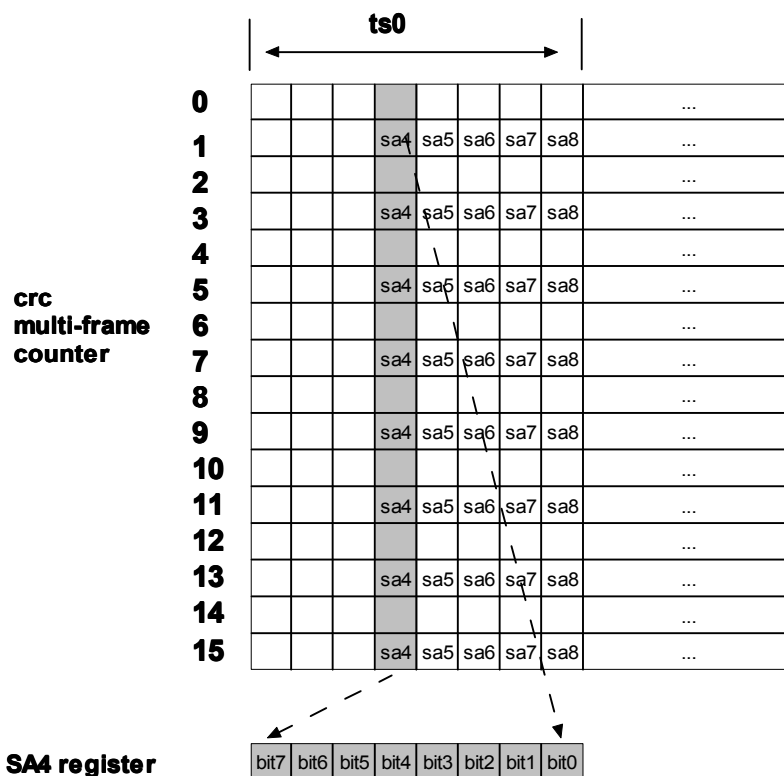 ts0
0 ...
1 sa4 sa5 sa6 sa7 sa8 ...
2 ...
3 sa4 sa5 sa6 sa7 sa8 ...
4 ...
5 sa4 sa5 sa6 sa7 sa8 ...
6 ...
7 sa4 sa5 sa6 sa7 sa8 ...
8 ...
9 sa4 sa5 sa6 sa7 sa8 ...
10 ...
11 sa4 sa5 sa6 sa7 sa8 ...
12 ...
13 sa4 sa5 sa6 sa7 sa8 ...
14 ...
15 sa4 sa5 sa6 sa7 sa8 ...
crc
multi-frame
counter
SA4 register bit7 bit6 bit5 bit4 bit3 bit2 bit1 bit0